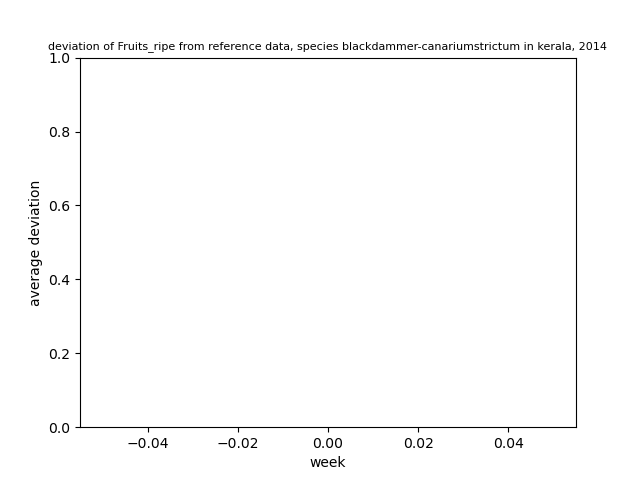 deviation of Fruits_ripe from reference data, species blackdammer-canariumstrictum in kerala, 2014
1.0
0.8
0.6
0.4
0.2
0.0
average deviation
−0.04 −0.02 0.00 0.02 0.04
week